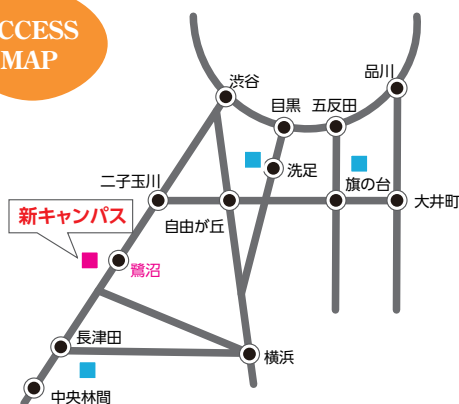 CCESS
MAP
渋谷
品川
目黒
五反田
洗足
旗の台
二子玉川
大井町
自由が丘
新キャンパス
鷺沼
長津田
横浜
中央林間